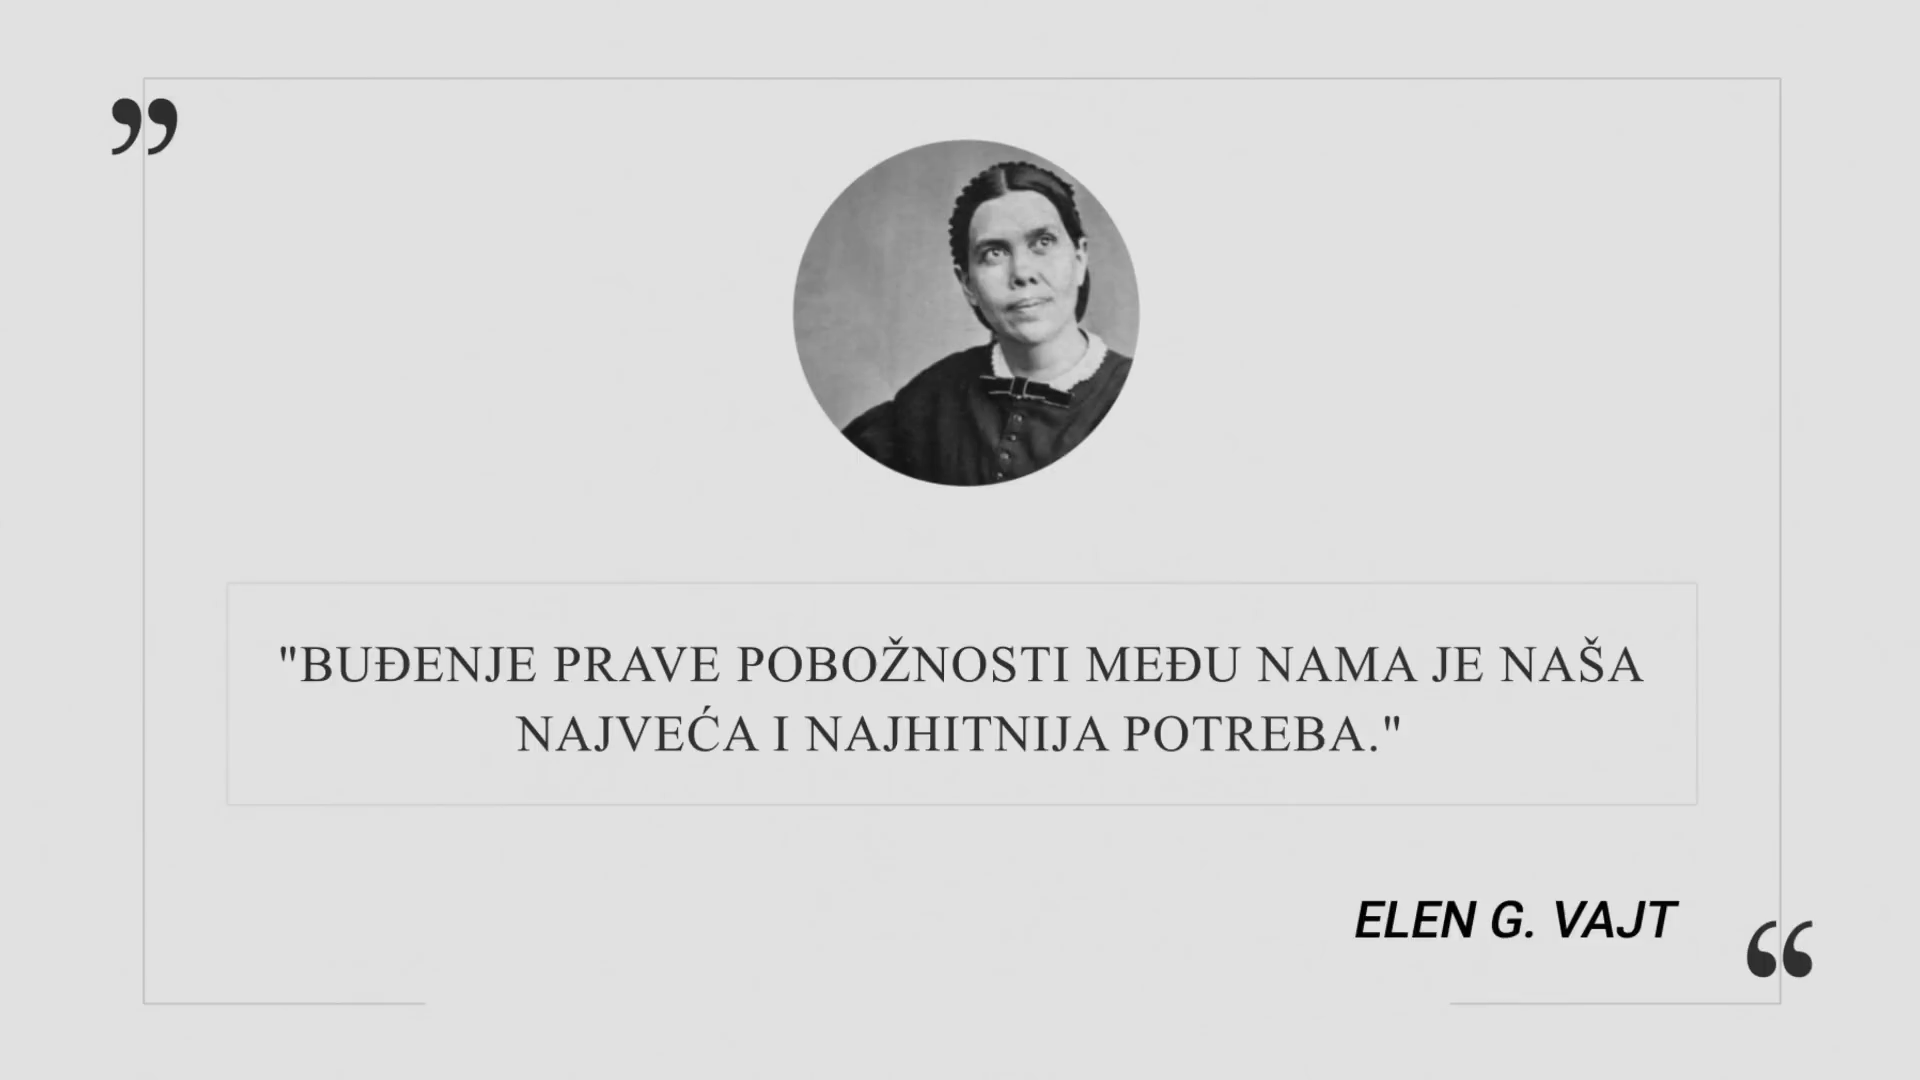 "BUĐENJE PRAVE POBOŽNOSTI MEĐU NAMA JE NAŠA
NAJVEĆA I NAJHITNIJA POTREBA."
ELEN G. VAJT